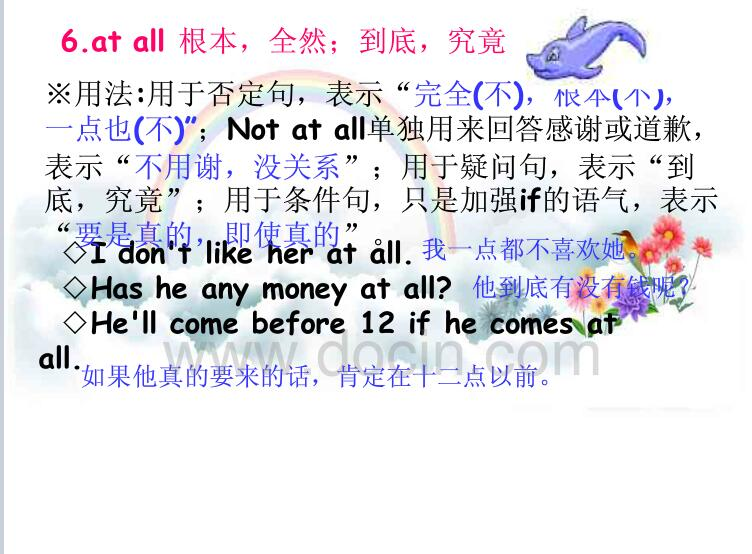 6.at all 根本，全然；到底，究竟
※用法:用于否定句，表示“完全(不)，根本(不)，
一点也(不)”；Not at all单独用来回答感谢或道歉，
表示“不用谢，没关系”；用于疑问句，表示“到
底，究竟”；用于条件句，只是加强if的语气，表示
“要是真的，即使真的”。
◇I don't like her at all. 我一点都不喜欢她。
◇Has he any money at all? 他到底有没有钱呢?
◇He'll come before 12 if he comes at
all.
如果他真的要来的话，肯定在十二点以前。
www.docin.com